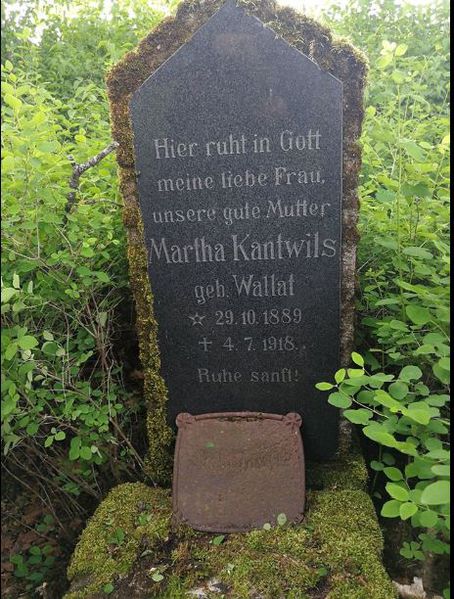 Hier ruht in Gott
meine liebe Frau,
unsere gute Mutter
Martha Kantwils
geb. Wallat
☆ 29.10.1889
† 4.7.1918.
Ruhe sanft!